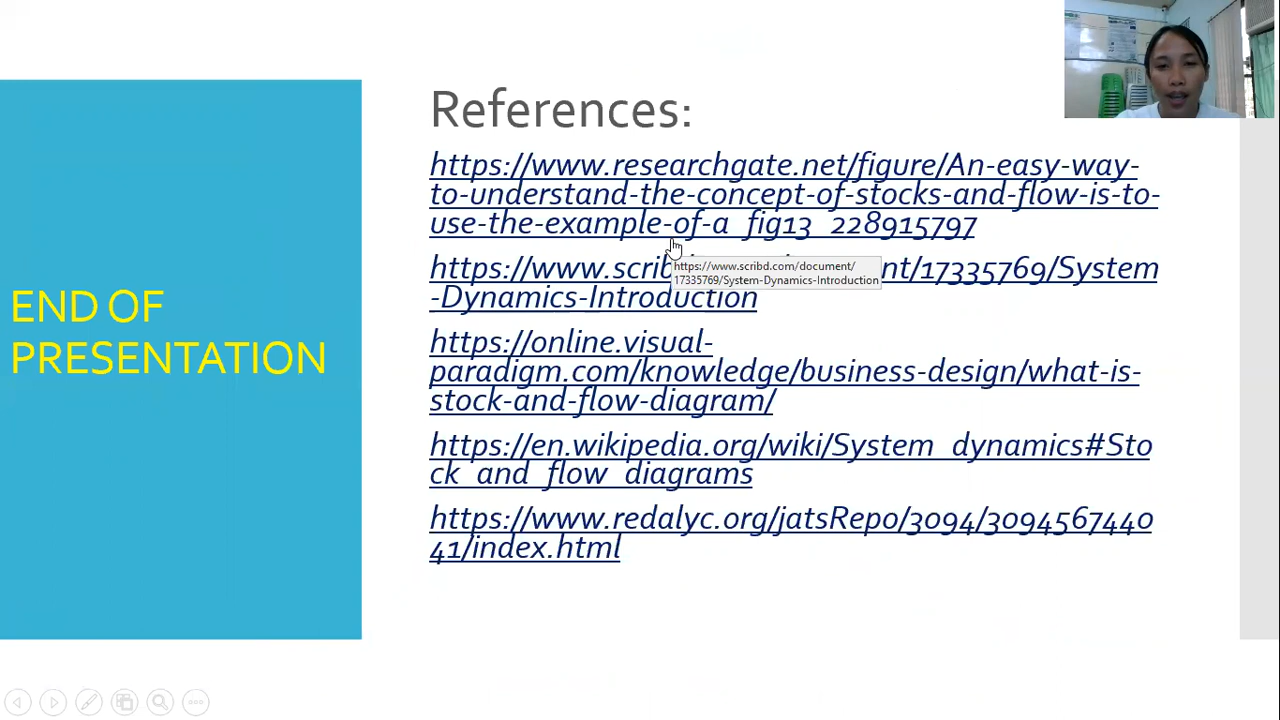 END OF
PRESENTATION
References:
https://www.researchgate.net/figure/An-easy-way-
to-understand-the-concept-of-stocks-and-flow-is-to-
use-the-example-of-a_fig13_228915797
https://www.scrib nt/17335769/System
-Dynamics-Introduction
https://www.scribd.com/document/
17335769/System-Dynamics-Introduction
https://online.visual-
paradigm.com/knowledge/business-design/what-is-
stock-and-flow-diagram/
https://en.wikipedia.org/wiki/System_dynamics#Sto
ck_and_flow_diagrams
https://www.redalyc.org/jatsRepo/3094/3094567440
41/index.html